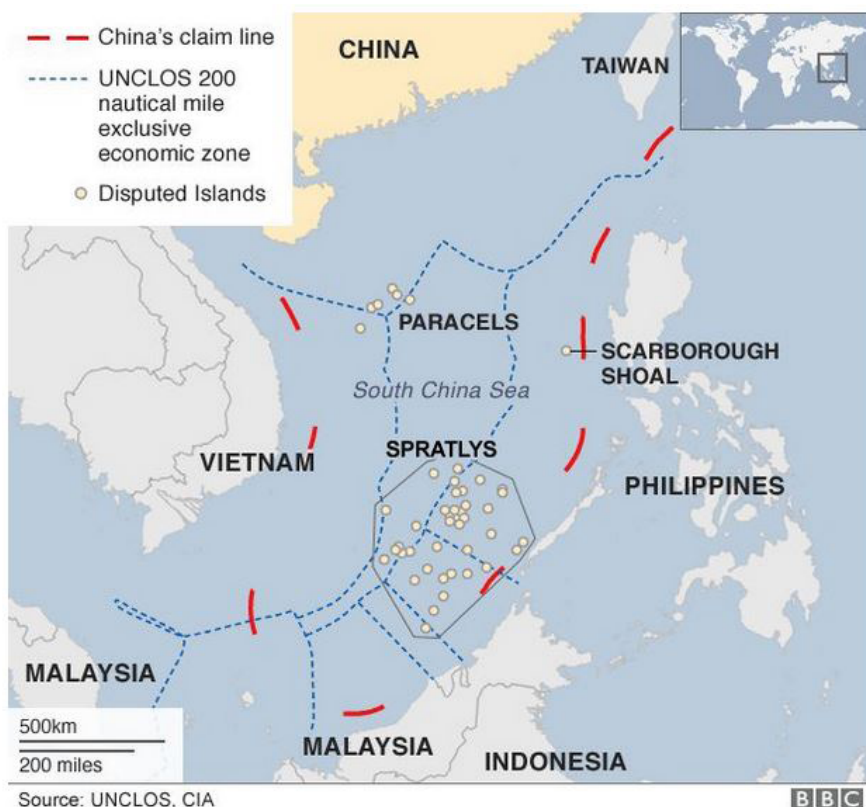 China's claim line
UNCLOS 200
nautical mile
exclusive
economic zone
Disputed Islands
CHINA
TAIWAN
PARACELS
SCARBOROUGH
SHOAL
South China Sea
SPRATLYS
VIETNAM
PHILIPPINES
MALAYSIA
500km
200 miles
MALAYSIA
INDONESIA
Source: UNCLOS, CIA
BBC